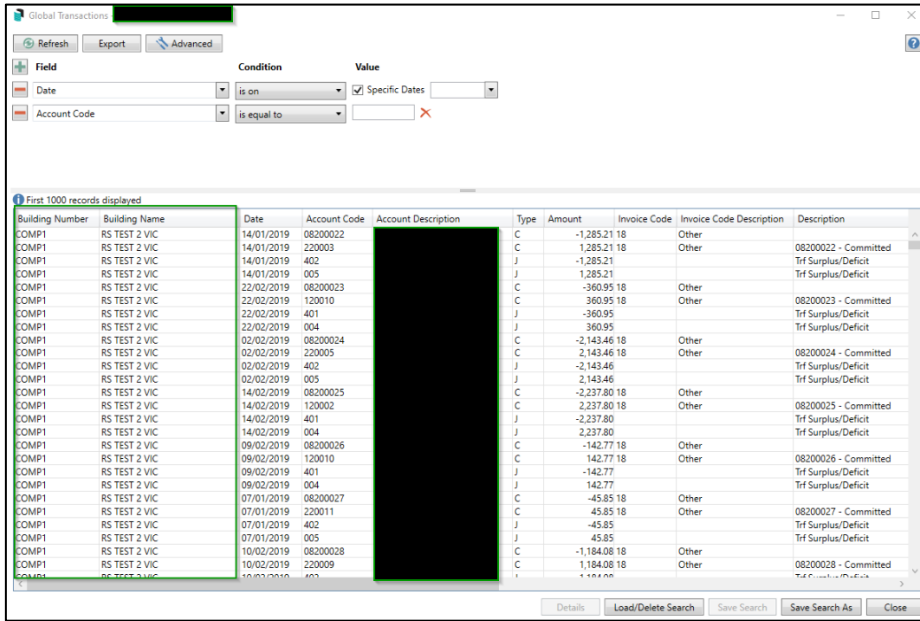 Global Transactions
Refresh Export Advanced
Field Condition Value
Date is on Specific Dates
Account Code is equal to
First 1000 records displayed
Building Number Building Name Date Account Code Account Description Type Amount Invoice Code Invoice Code Description Description
COMP1 RS TEST 2 VIC 14/01/2019 08200022 C -1,285.21 18 Other
COMP1 RS TEST 2 VIC 14/01/2019 220003 C 1,285.21 18 Other 08200022 - Committed
COMP1 RS TEST 2 VIC 14/01/2019 402 J -1,285.21 Trf Surplus/Deficit
COMP1 RS TEST 2 VIC 14/01/2019 005 J 1,285.21 Trf Surplus/Deficit
COMP1 RS TEST 2 VIC 22/02/2019 08200023 C -360.95 18 Other
COMP1 RS TEST 2 VIC 22/02/2019 120010 C 360.95 18 Other 08200023 - Committed
COMP1 RS TEST 2 VIC 22/02/2019 401 J -360.95 Trf Surplus/Deficit
COMP1 RS TEST 2 VIC 22/02/2019 004 J 360.95 Trf Surplus/Deficit
COMP1 RS TEST 2 VIC 02/02/2019 08200024 C -2,143.46 18 Other
COMP1 RS TEST 2 VIC 02/02/2019 220005 C 2,143.46 18 Other 08200024 - Committed
COMP1 RS TEST 2 VIC 02/02/2019 402 J -2,143.46 Trf Surplus/Deficit
COMP1 RS TEST 2 VIC 02/02/2019 005 J 2,143.46 Trf Surplus/Deficit
COMP1 RS TEST 2 VIC 14/02/2019 08200025 C -2,237.80 18 Other
COMP1 RS TEST 2 VIC 14/02/2019 120002 C 2,237.80 18 Other 08200025 - Committed
COMP1 RS TEST 2 VIC 14/02/2019 401 J -2,237.80 Trf Surplus/Deficit
COMP1 RS TEST 2 VIC 14/02/2019 004 J 2,237.80 Trf Surplus/Deficit
COMP1 RS TEST 2 VIC 09/02/2019 08200026 C -142.77 18 Other
COMP1 RS TEST 2 VIC 09/02/2019 120010 C 142.77 18 Other 08200026 - Committed
COMP1 RS TEST 2 VIC 09/02/2019 401 J -142.77 Trf Surplus/Deficit
COMP1 RS TEST 2 VIC 09/02/2019 004 J 142.77 Trf Surplus/Deficit
COMP1 RS TEST 2 VIC 07/01/2019 08200027 C -45.85 18 Other
COMP1 RS TEST 2 VIC 07/01/2019 220011 C 45.85 18 Other 08200027 - Committed
COMP1 RS TEST 2 VIC 07/01/2019 402 J -45.85 Trf Surplus/Deficit
COMP1 RS TEST 2 VIC 07/01/2019 005 J 45.85 Trf Surplus/Deficit
COMP1 RS TEST 2 VIC 10/02/2019 08200028 C -1,184.08 18 Other
COMP1 RS TEST 2 VIC 10/02/2019 220009 C 1,184.08 18 Other 08200028 - Committed
Details Load/Delete Search Save Search Save Search As Close